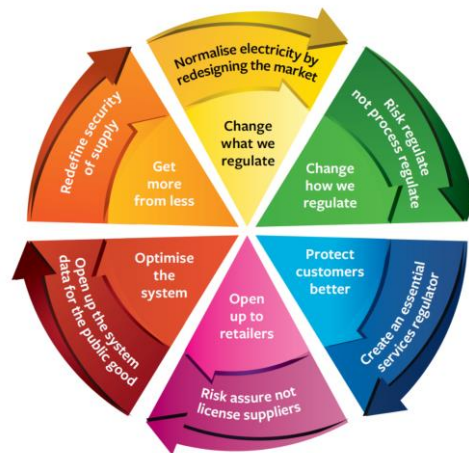 Normalise electricity by
redesigning the market
Change
what we
regulate
Risk regulate
not process regulate
Change
how we
regulate
Create an essential
services regulator
Protect
customers
better
Open
up to
retailers
Risk assure not
license suppliers
Open up the system
data for the public good
Optimise
the
system
Redefine security
of supply
Get
more
from less